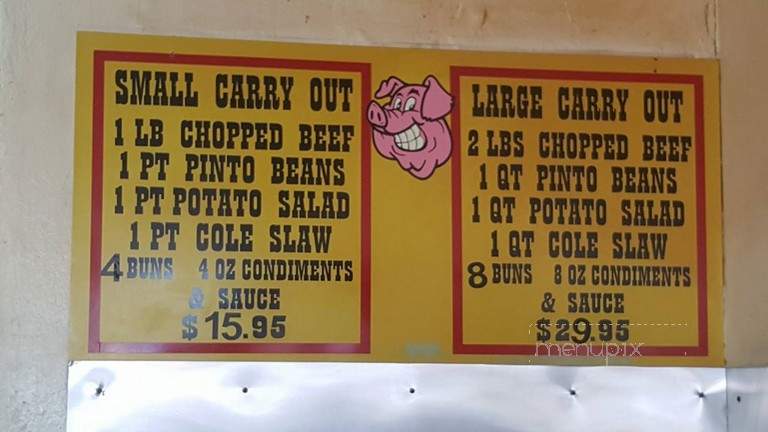 SMALL CARRY OUT
1 LB CHOPPED BEEF
1 PT PINTO BEANS
1 PT POTATO SALAD
1 PT COLE SLAW
4 BUNS 4 OZ CONDIMENTS
& SAUCE
$15.95
LARGE CARRY OUT
2 LBS CHOPPED BEEF
1 QT PINTO BEANS
1 QT POTATO SALAD
1 QT COLE SLAW
8 BUNS 8 OZ CONDIMENTS
& SAUCE
$29.95
menupix